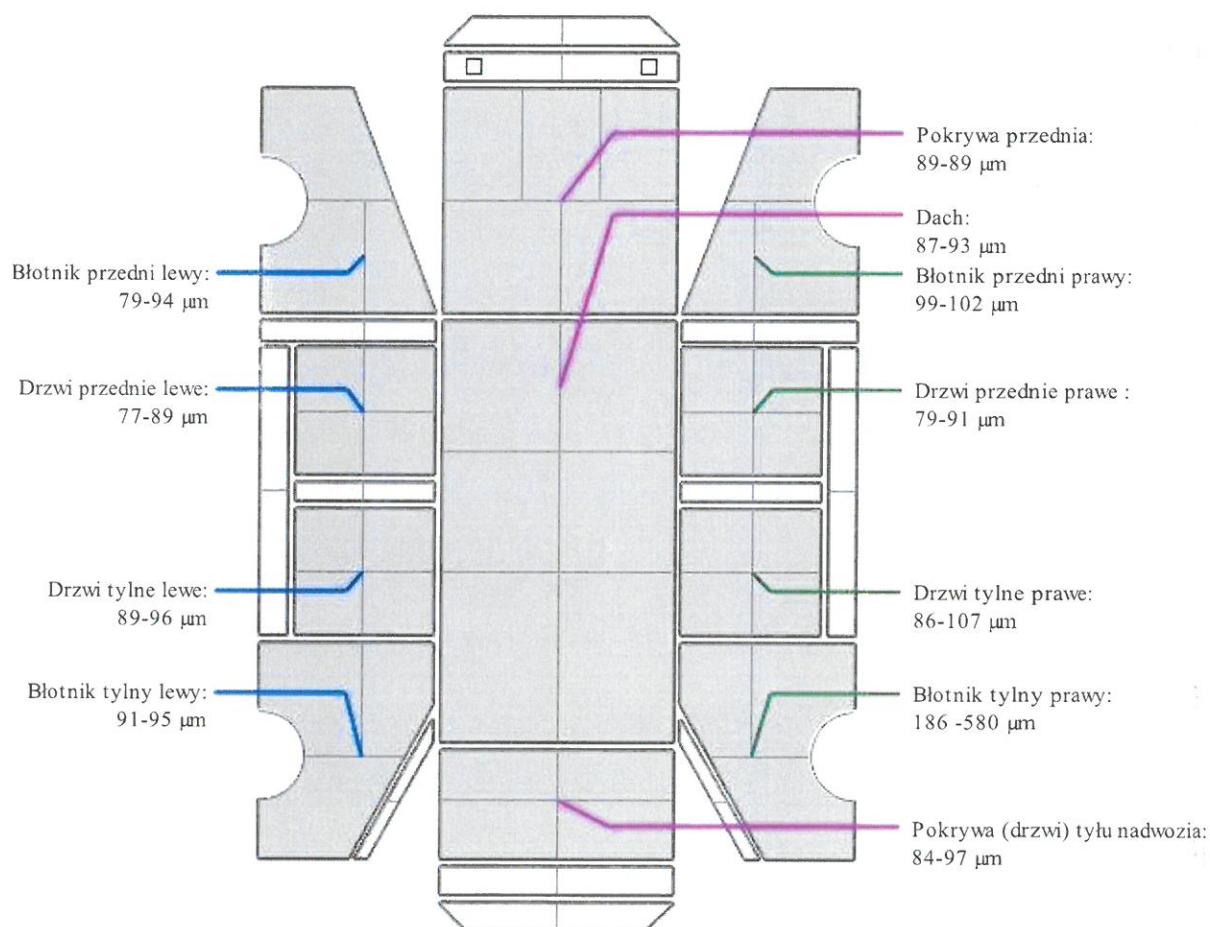 Pokrywa przednia:
89-89 μm
Dach:
87-93 μm
Błotnik przedni lewy:
79-94 μm
Błotnik przedni prawy:
99-102 μm
Drzwi przednie lewe:
77-89 μm
Drzwi przednie prawe :
79-91 μm
Drzwi tylne lewe:
89-96 μm
Drzwi tylne prawe:
86-107 μm
Błotnik tylny lewy:
91-95 μm
Błotnik tylny prawy:
186 -580 μm
Pokrywa (drzwi) tyłu nadwozia:
84-97 μm